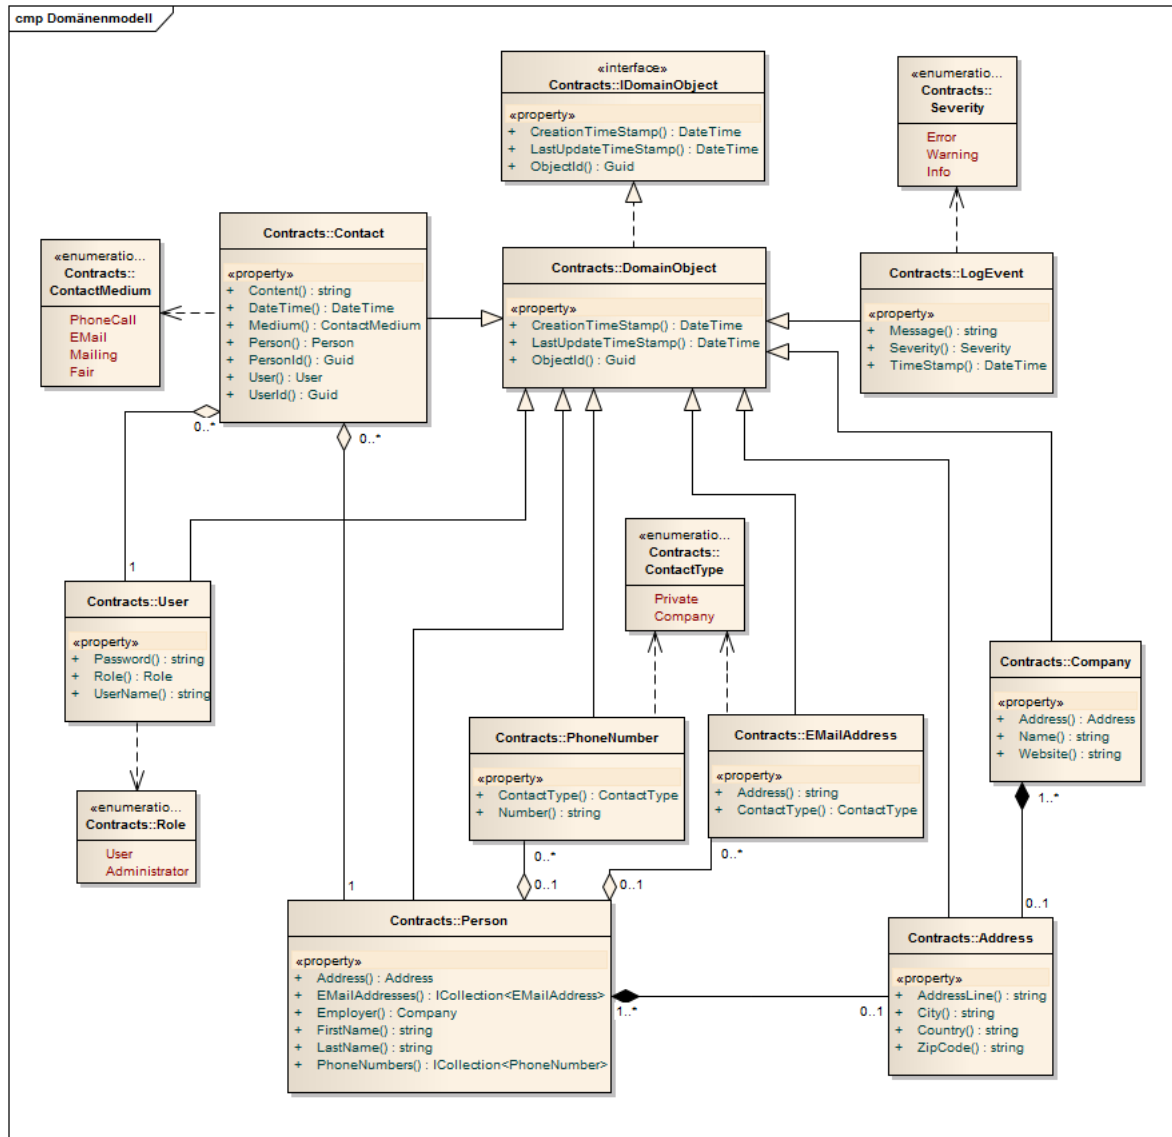 cmp Domänenmodell
«interface»
Contracts::IDomainObject
«property»
+ CreationTimeStamp() : DateTime
+ LastUpdateTimeStamp() : DateTime
+ ObjectId() : Guid
«enumeratio...
Contracts::
Severity
Error
Warning
Info
«enumeratio...
Contracts::
ContactMedium
PhoneCall
EMail
Mailing
Fair
Contracts::Contact
«property»
+ Content() : string
+ DateTime() : DateTime
+ Medium() : ContactMedium
+ Person() : Person
+ PersonId() : Guid
+ User() : User
+ UserId() : Guid
Contracts::DomainObject
«property»
+ CreationTimeStamp() : DateTime
+ LastUpdateTimeStamp() : DateTime
+ ObjectId() : Guid
Contracts::LogEvent
«property»
+ Message() : string
+ Severity() : Severity
+ TimeStamp() : DateTime
0..*
0..*
1
«enumeratio...
Contracts::
ContactType
Private
Company
Contracts::User
«property»
+ Password() : string
+ Role() : Role
+ UserName() : string
Contracts::Company
«property»
+ Address() : Address
+ Name() : string
+ Website() : string
Contracts::PhoneNumber
«property»
+ ContactType() : ContactType
+ Number() : string
Contracts::EMailAddress
«property»
+ Address() : string
+ ContactType() : ContactType
«enumeratio...
Contracts::Role
User
Administrator
1..*
0..*
0..*
1
0..1
0..1
0..1
Contracts::Person
«property»
+ Address() : Address
+ EMailAddresses() : ICollection<EMailAddress>
+ Employer() : Company
+ FirstName() : string
+ LastName() : string
+ PhoneNumbers() : ICollection<PhoneNumber>
1..*
0..1
Contracts::Address
«property»
+ AddressLine() : string
+ City() : string
+ Country() : string
+ ZipCode() : string